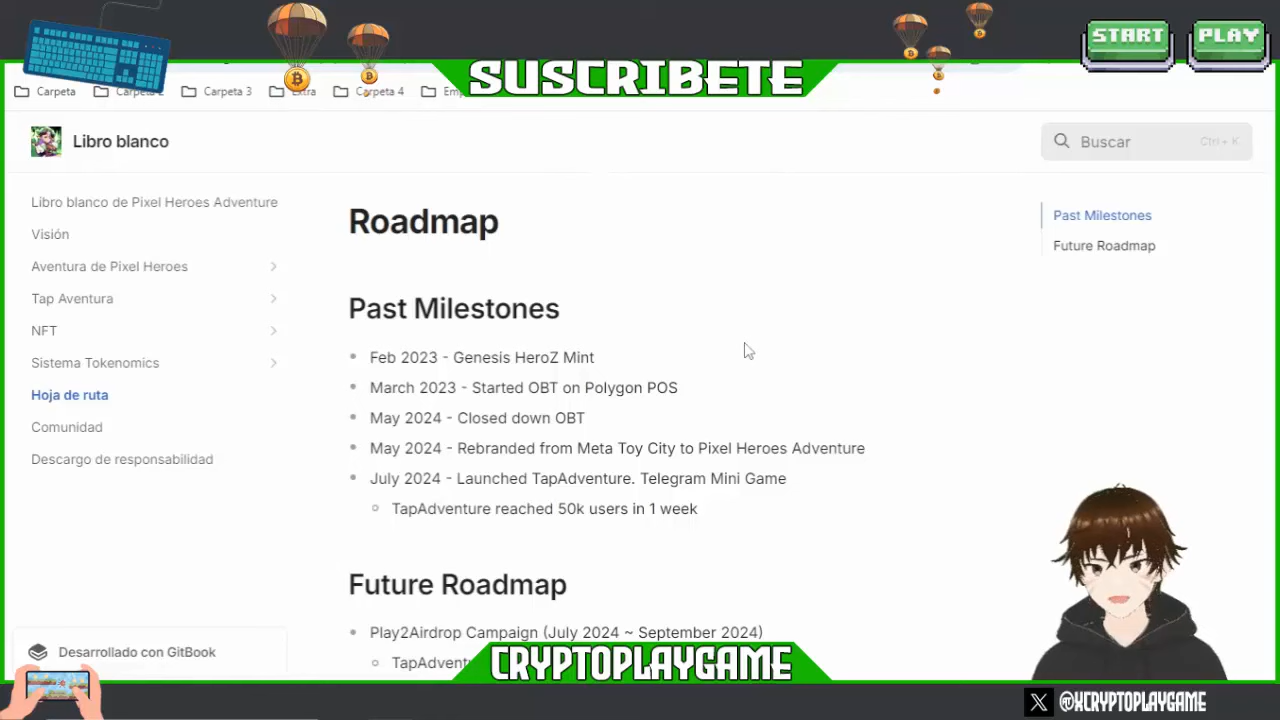 START
PLAY
SUSCRIBETE
Carpeta
Carpeta 2
Carpeta 3
Extra
Carpeta 4
Libro blanco
Buscar
Ctrl + K
Libro blanco de Pixel Heroes Adventure
Visión
Aventura de Pixel Heroes
Tap Aventura
NFT
Sistema Tokenomics
Hoja de ruta
Comunidad
Descargo de responsabilidad
Desarrollado con GitBook
Roadmap
Past Milestones
Feb 2023 - Genesis HeroZ Mint
March 2023 - Started OBT on Polygon POS
May 2024 - Closed down OBT
May 2024 - Rebranded from Meta Toy City to Pixel Heroes Adventure
July 2024 - Launched TapAdventure. Telegram Mini Game
TapAdventure reached 50k users in 1 week
Future Roadmap
Play2Airdrop Campaign (July 2024 ~ September 2024)
Past Milestones
Future Roadmap
CRYPTOPLAYGAME
@XCRYPTOPLAYGAME